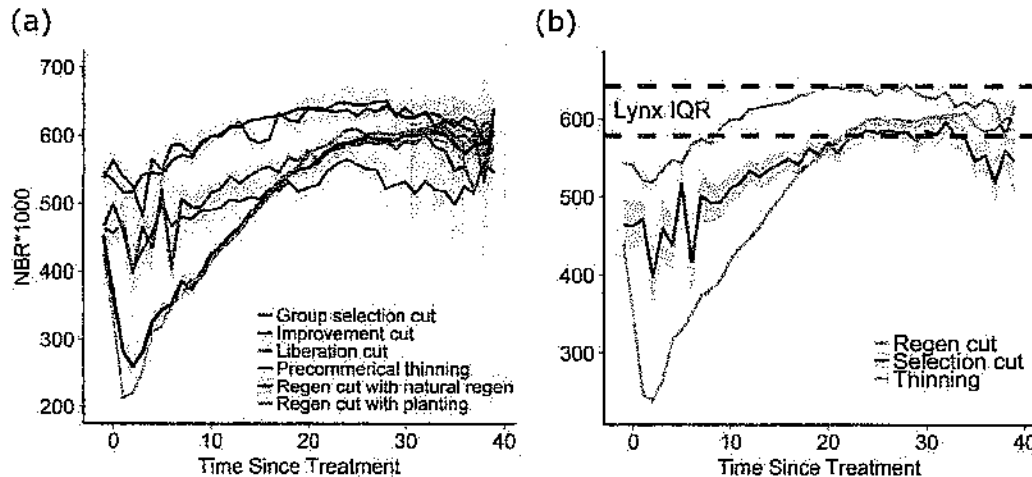 (a)
700
600
500
400
300
200
NBR*1000
Group selection cut
Improvement cut
Liberation cut
Precommerical thinning
Regen cut with natural regen
Regen cut with planting
0
10
20
30
40
Time Since Treatment
(b)
600
500
400
300
Lynx IQR
Regen cut
Selection cut
Thinning
0
10
20
30
40
Time Since Treatment